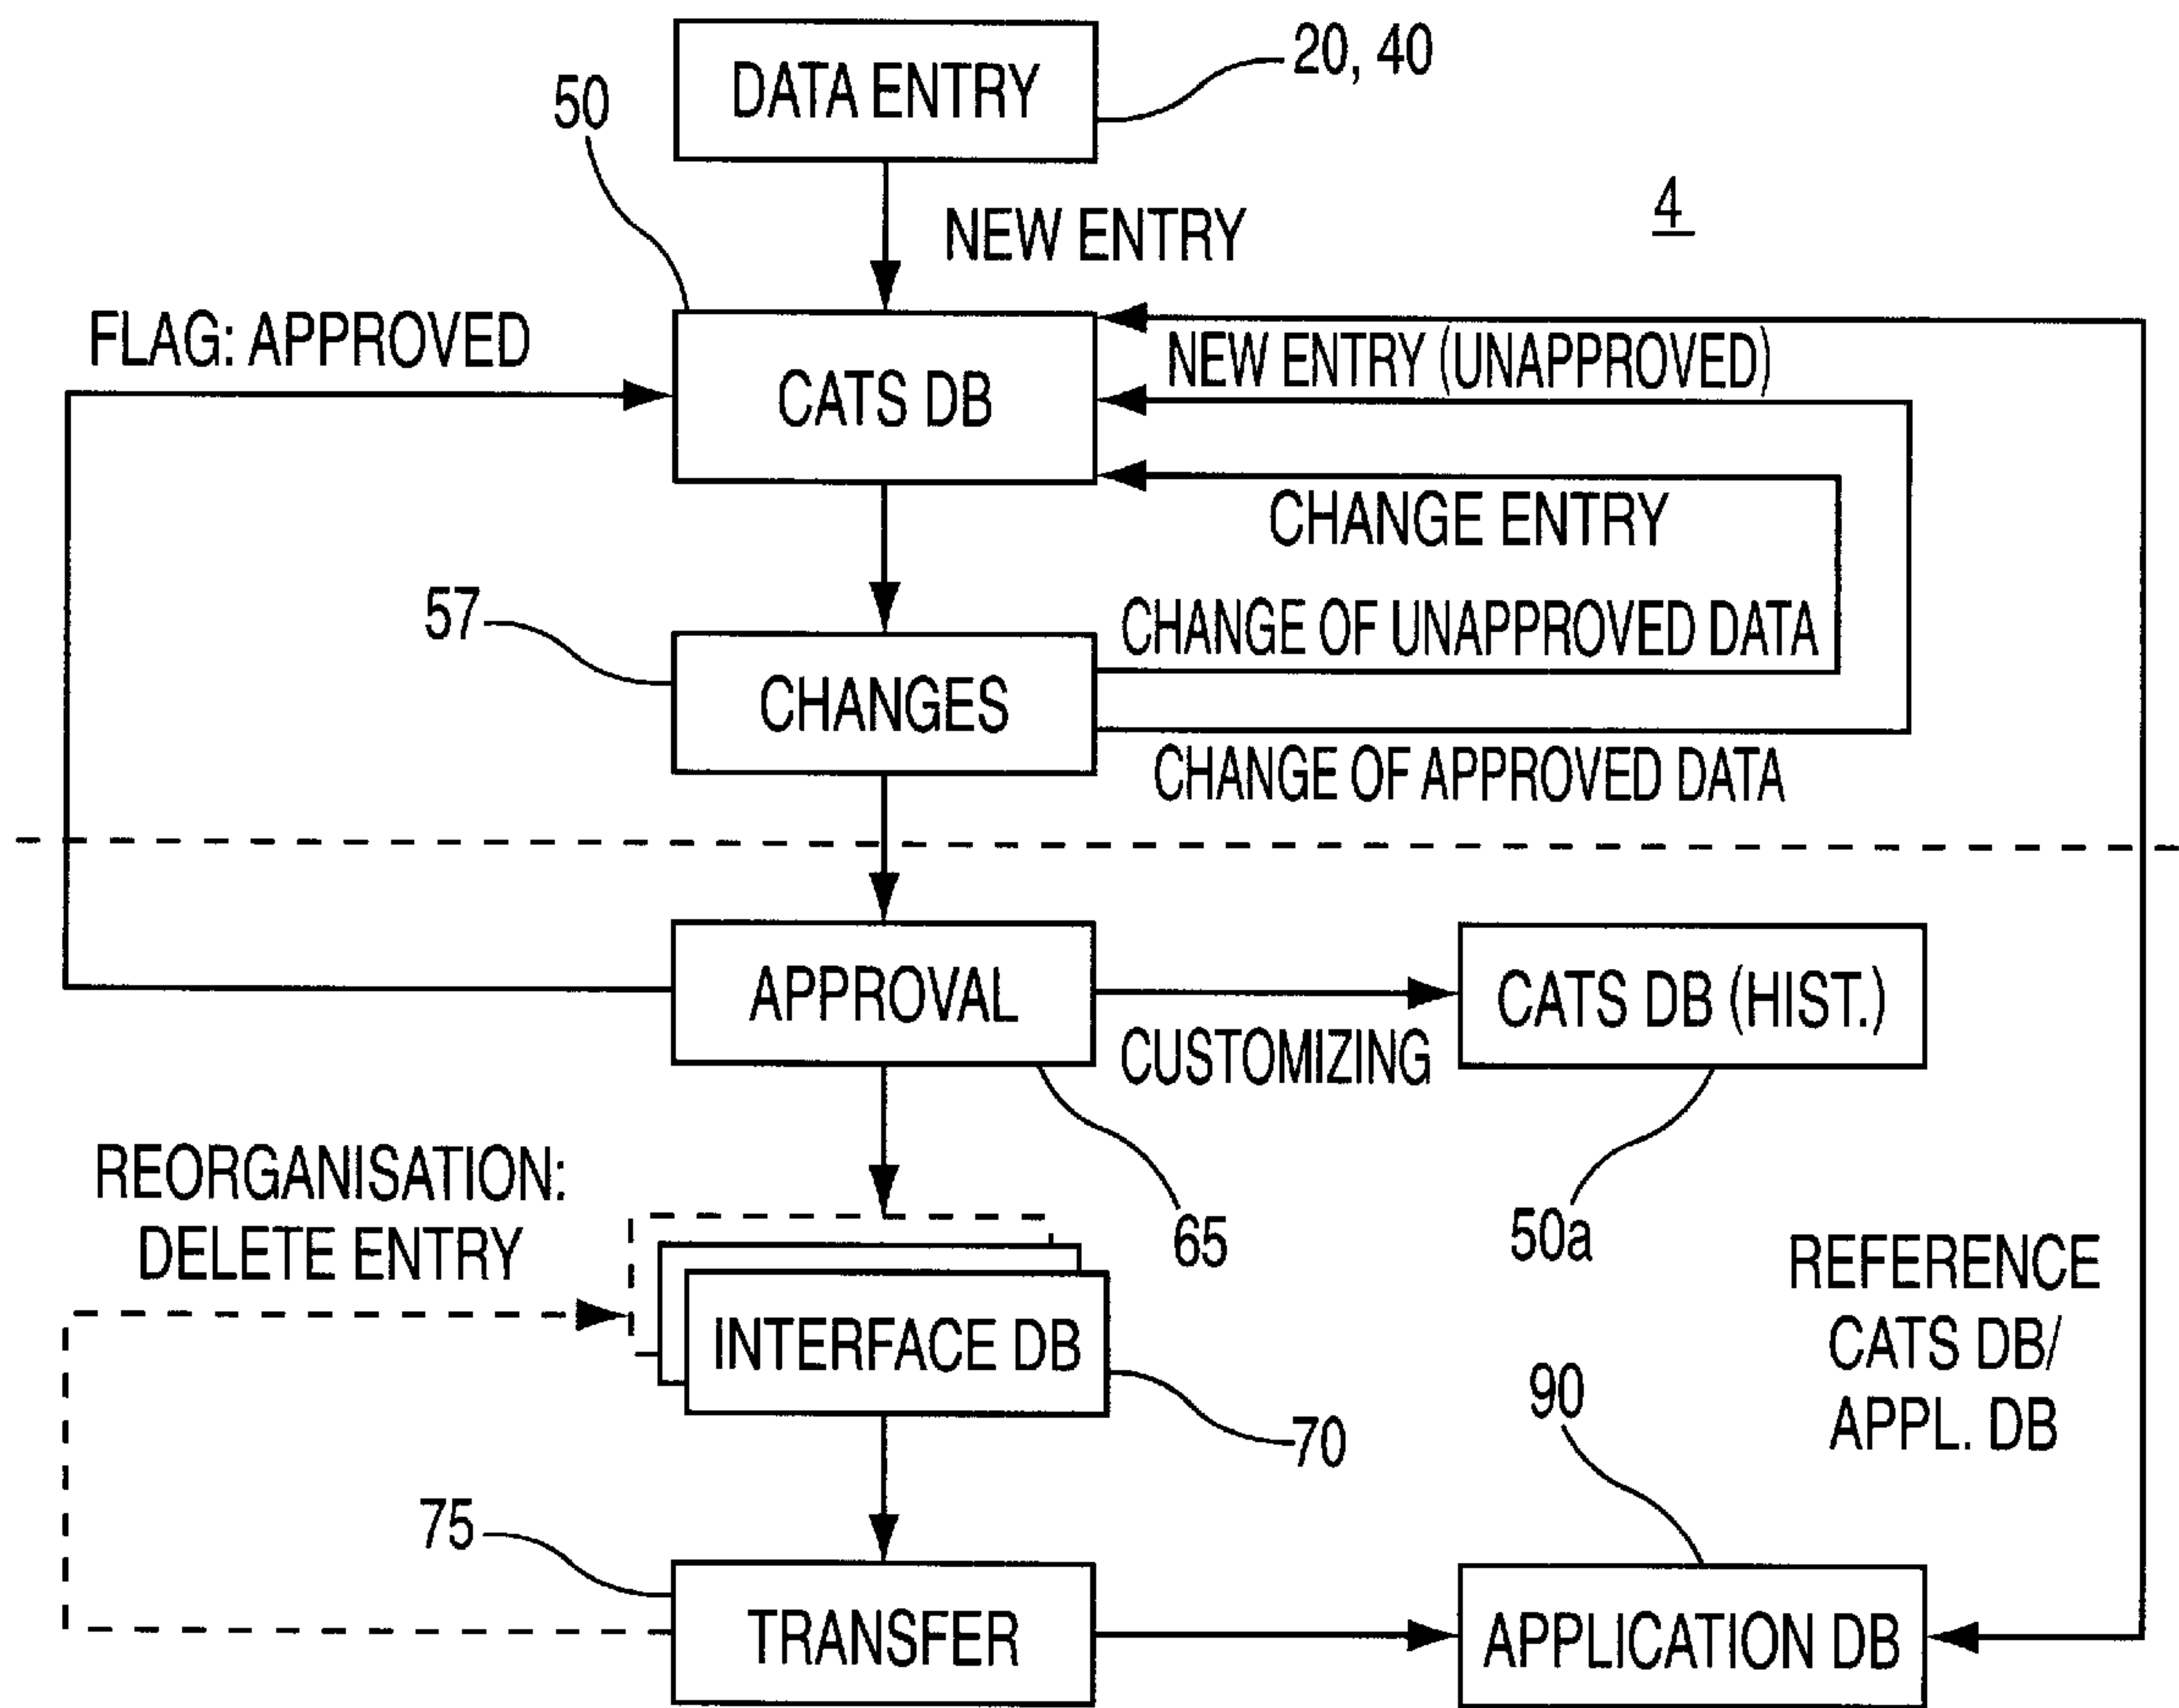 DATA ENTRY
20, 40
50
NEW ENTRY
4
FLAG: APPROVED
CATS DB
NEW ENTRY (UNAPPROVED)
CHANGE ENTRY
57
CHANGE OF UNAPPROVED DATA
CHANGES
CHANGE OF APPROVED DATA
APPROVAL
CUSTOMIZING
CATS DB (HIST.)
REORGANISATION:
DELETE ENTRY
65
50a
REFERENCE
CATS DB/
APPL. DB
INTERFACE DB
70
90
75
TRANSFER
APPLICATION DB